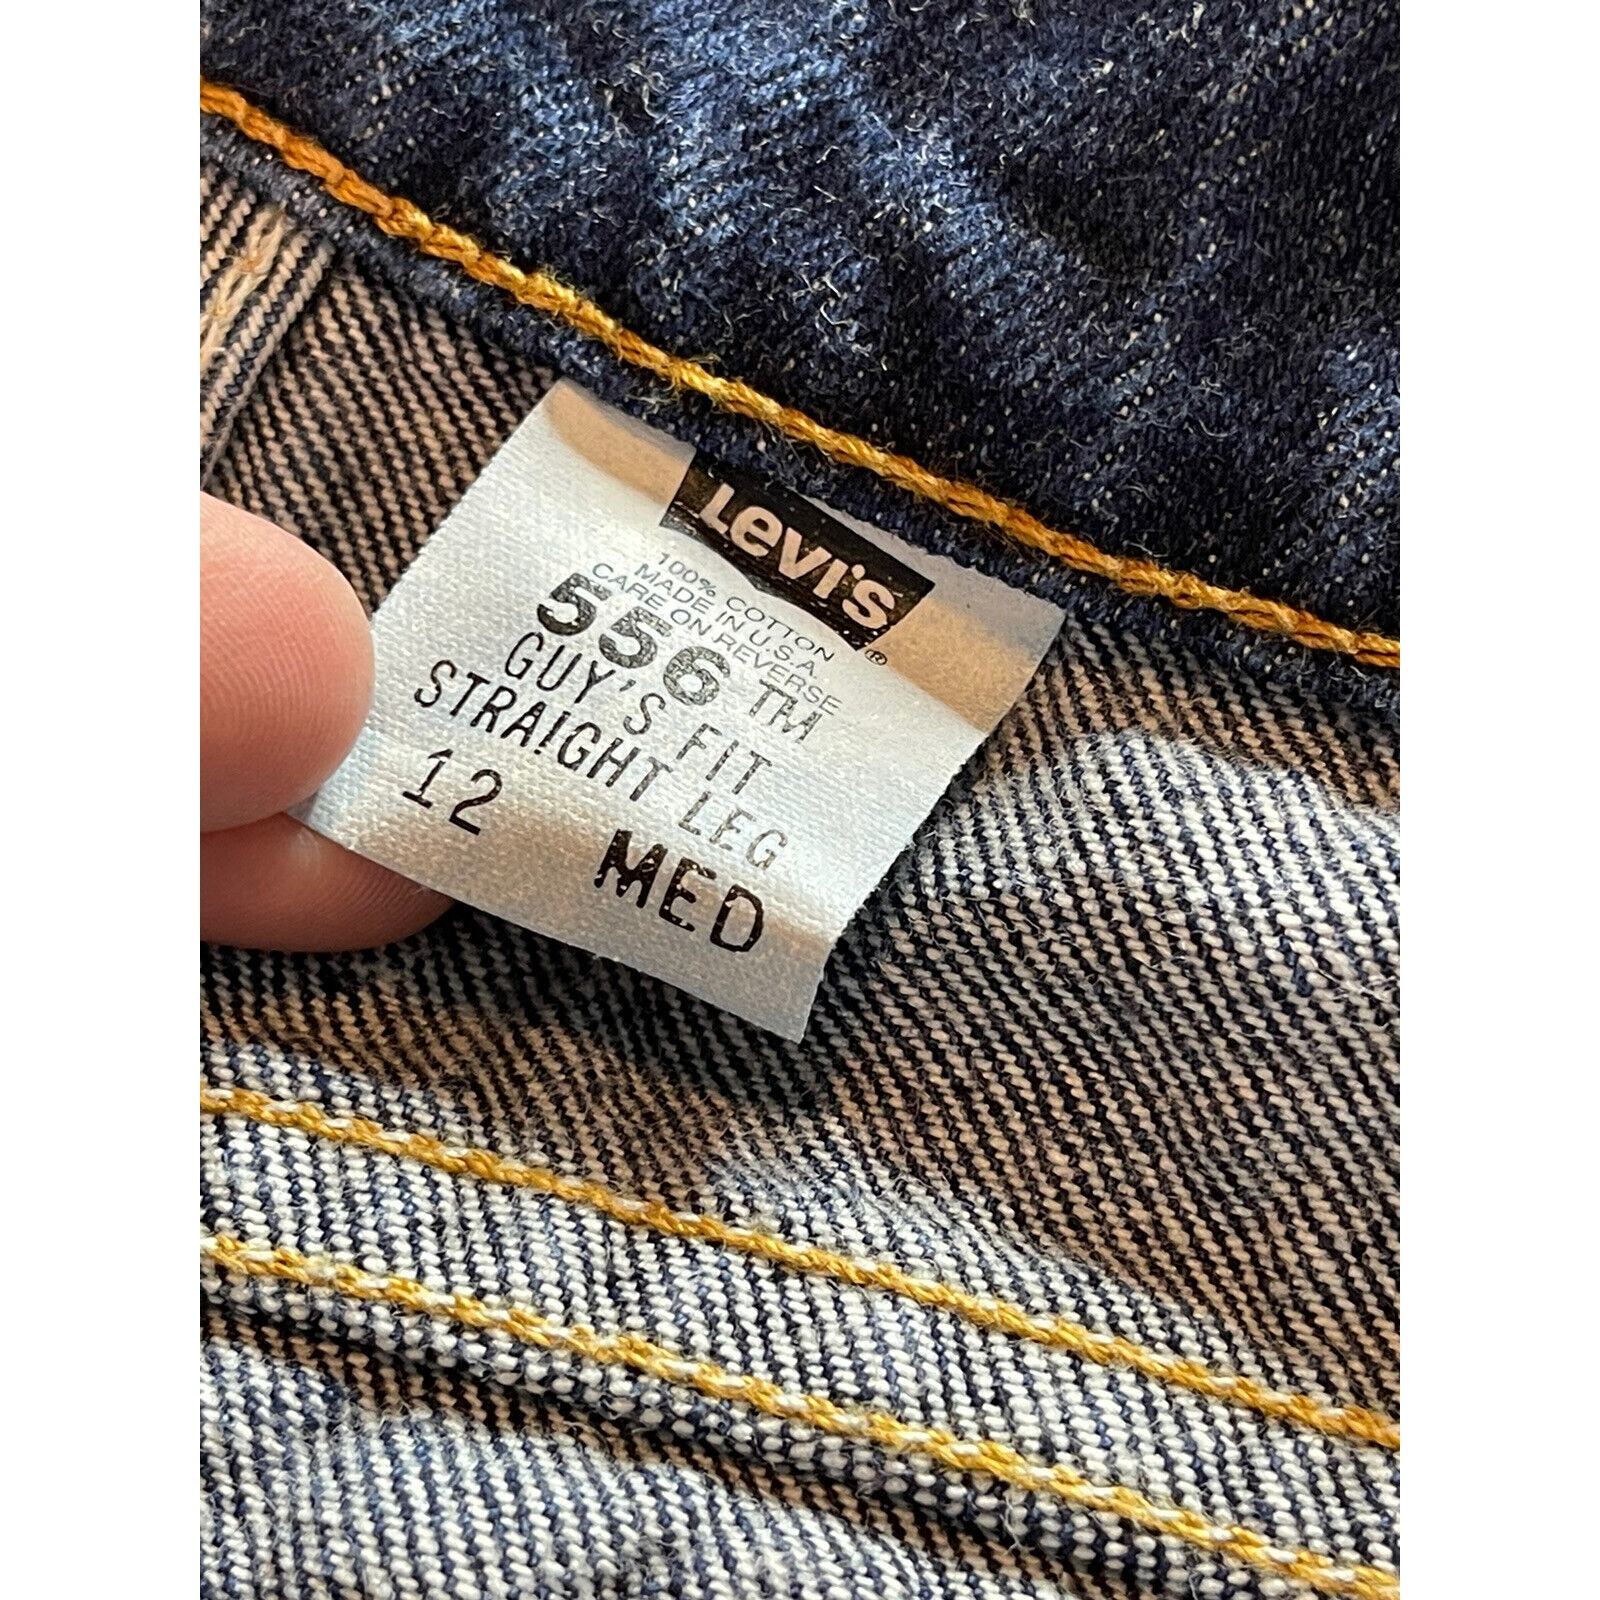 Levi's ®
100% COTTON
MADE IN U.S.A.
CARE ON REVERSE
556 TM
GUY'S FIT
STRAIGHT LEG
12 MED